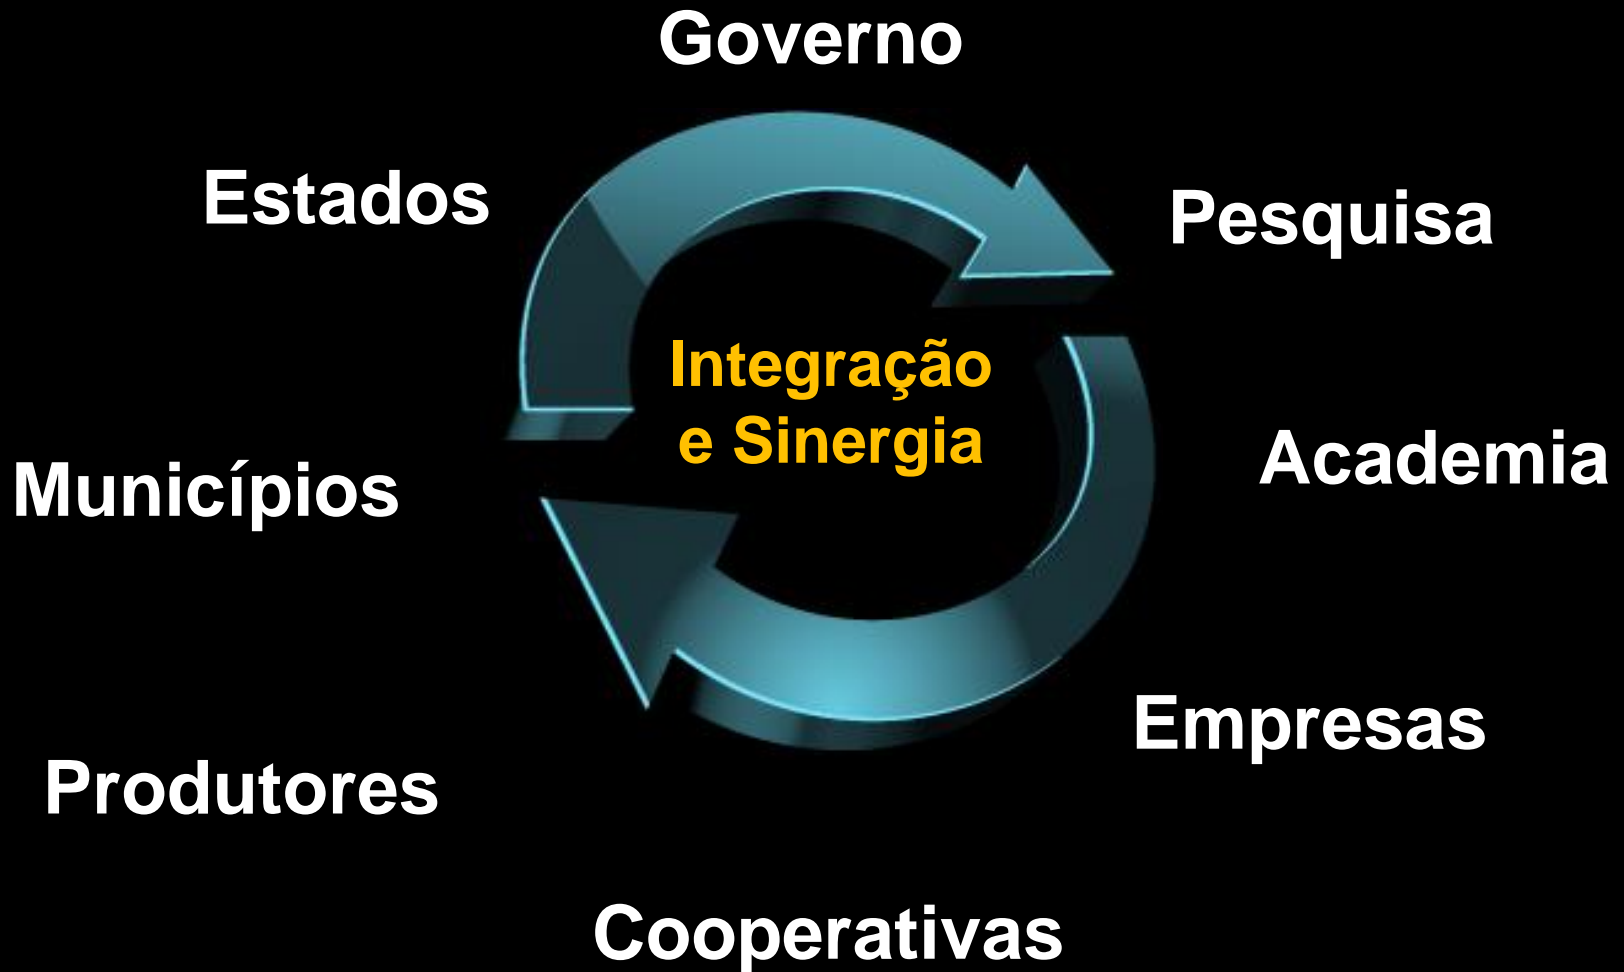 Governo
Estados
Pesquisa
Integração
e Sinergia
Academia
Municípios
Empresas
Produtores
Cooperativas